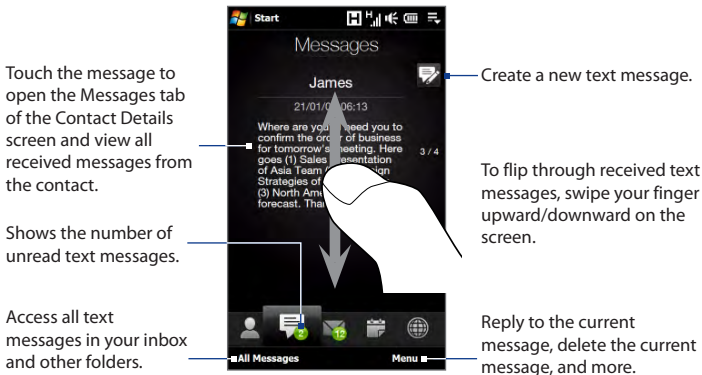 Start
Messages
James
06:13
Where are you need you to
confirm the order of business
for tomorrow's meeting. Here
goes (1) Sales Presentation
of Asia Team
Strategies of
(3) North
forecast.
3 / 4
2
12
All Messages
Menu
Touch the message to
open the Messages tab
of the Contact Details
screen and view all
received messages from
the contact.
Shows the number of
unread text messages.
Access all text
messages in your inbox
and other folders.
Create a new text message.
To flip through received text
messages, swipe your finger
upward/downward on the
screen.
Reply to the current
message, delete the current
message, and more.